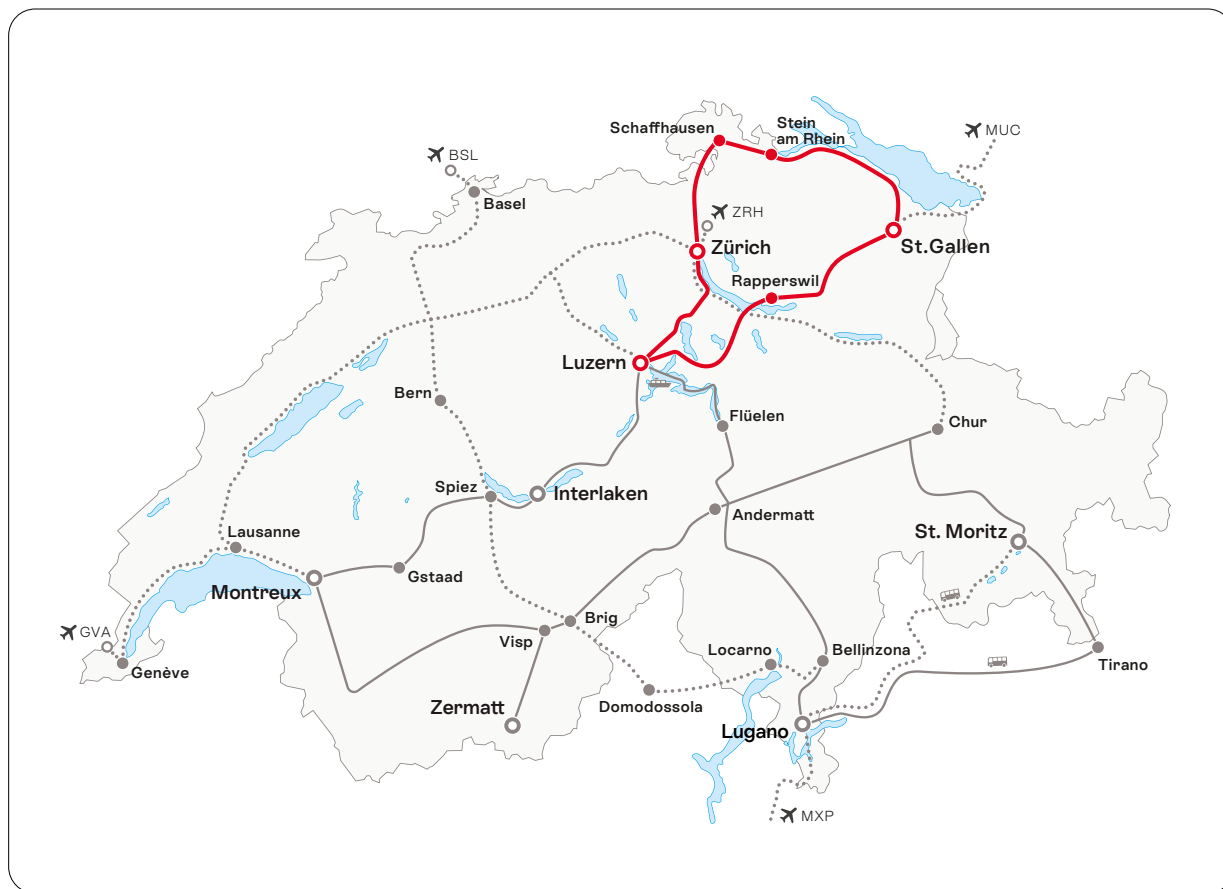 Schaffhausen
Stein
am Rhein
MUC
BSL
Basel
ZRH
Zürich
St.Gallen
Rapperswil
Luzern
Bern
Flüelen
Chur
Spiez
Interlaken
Andermatt
Lausanne
St. Moritz
Gstaad
Montreux
GVA
Genève
Brig
Visp
Locarno
Bellinzona
Tirano
Zermatt
Domodossola
Lugano
MXP